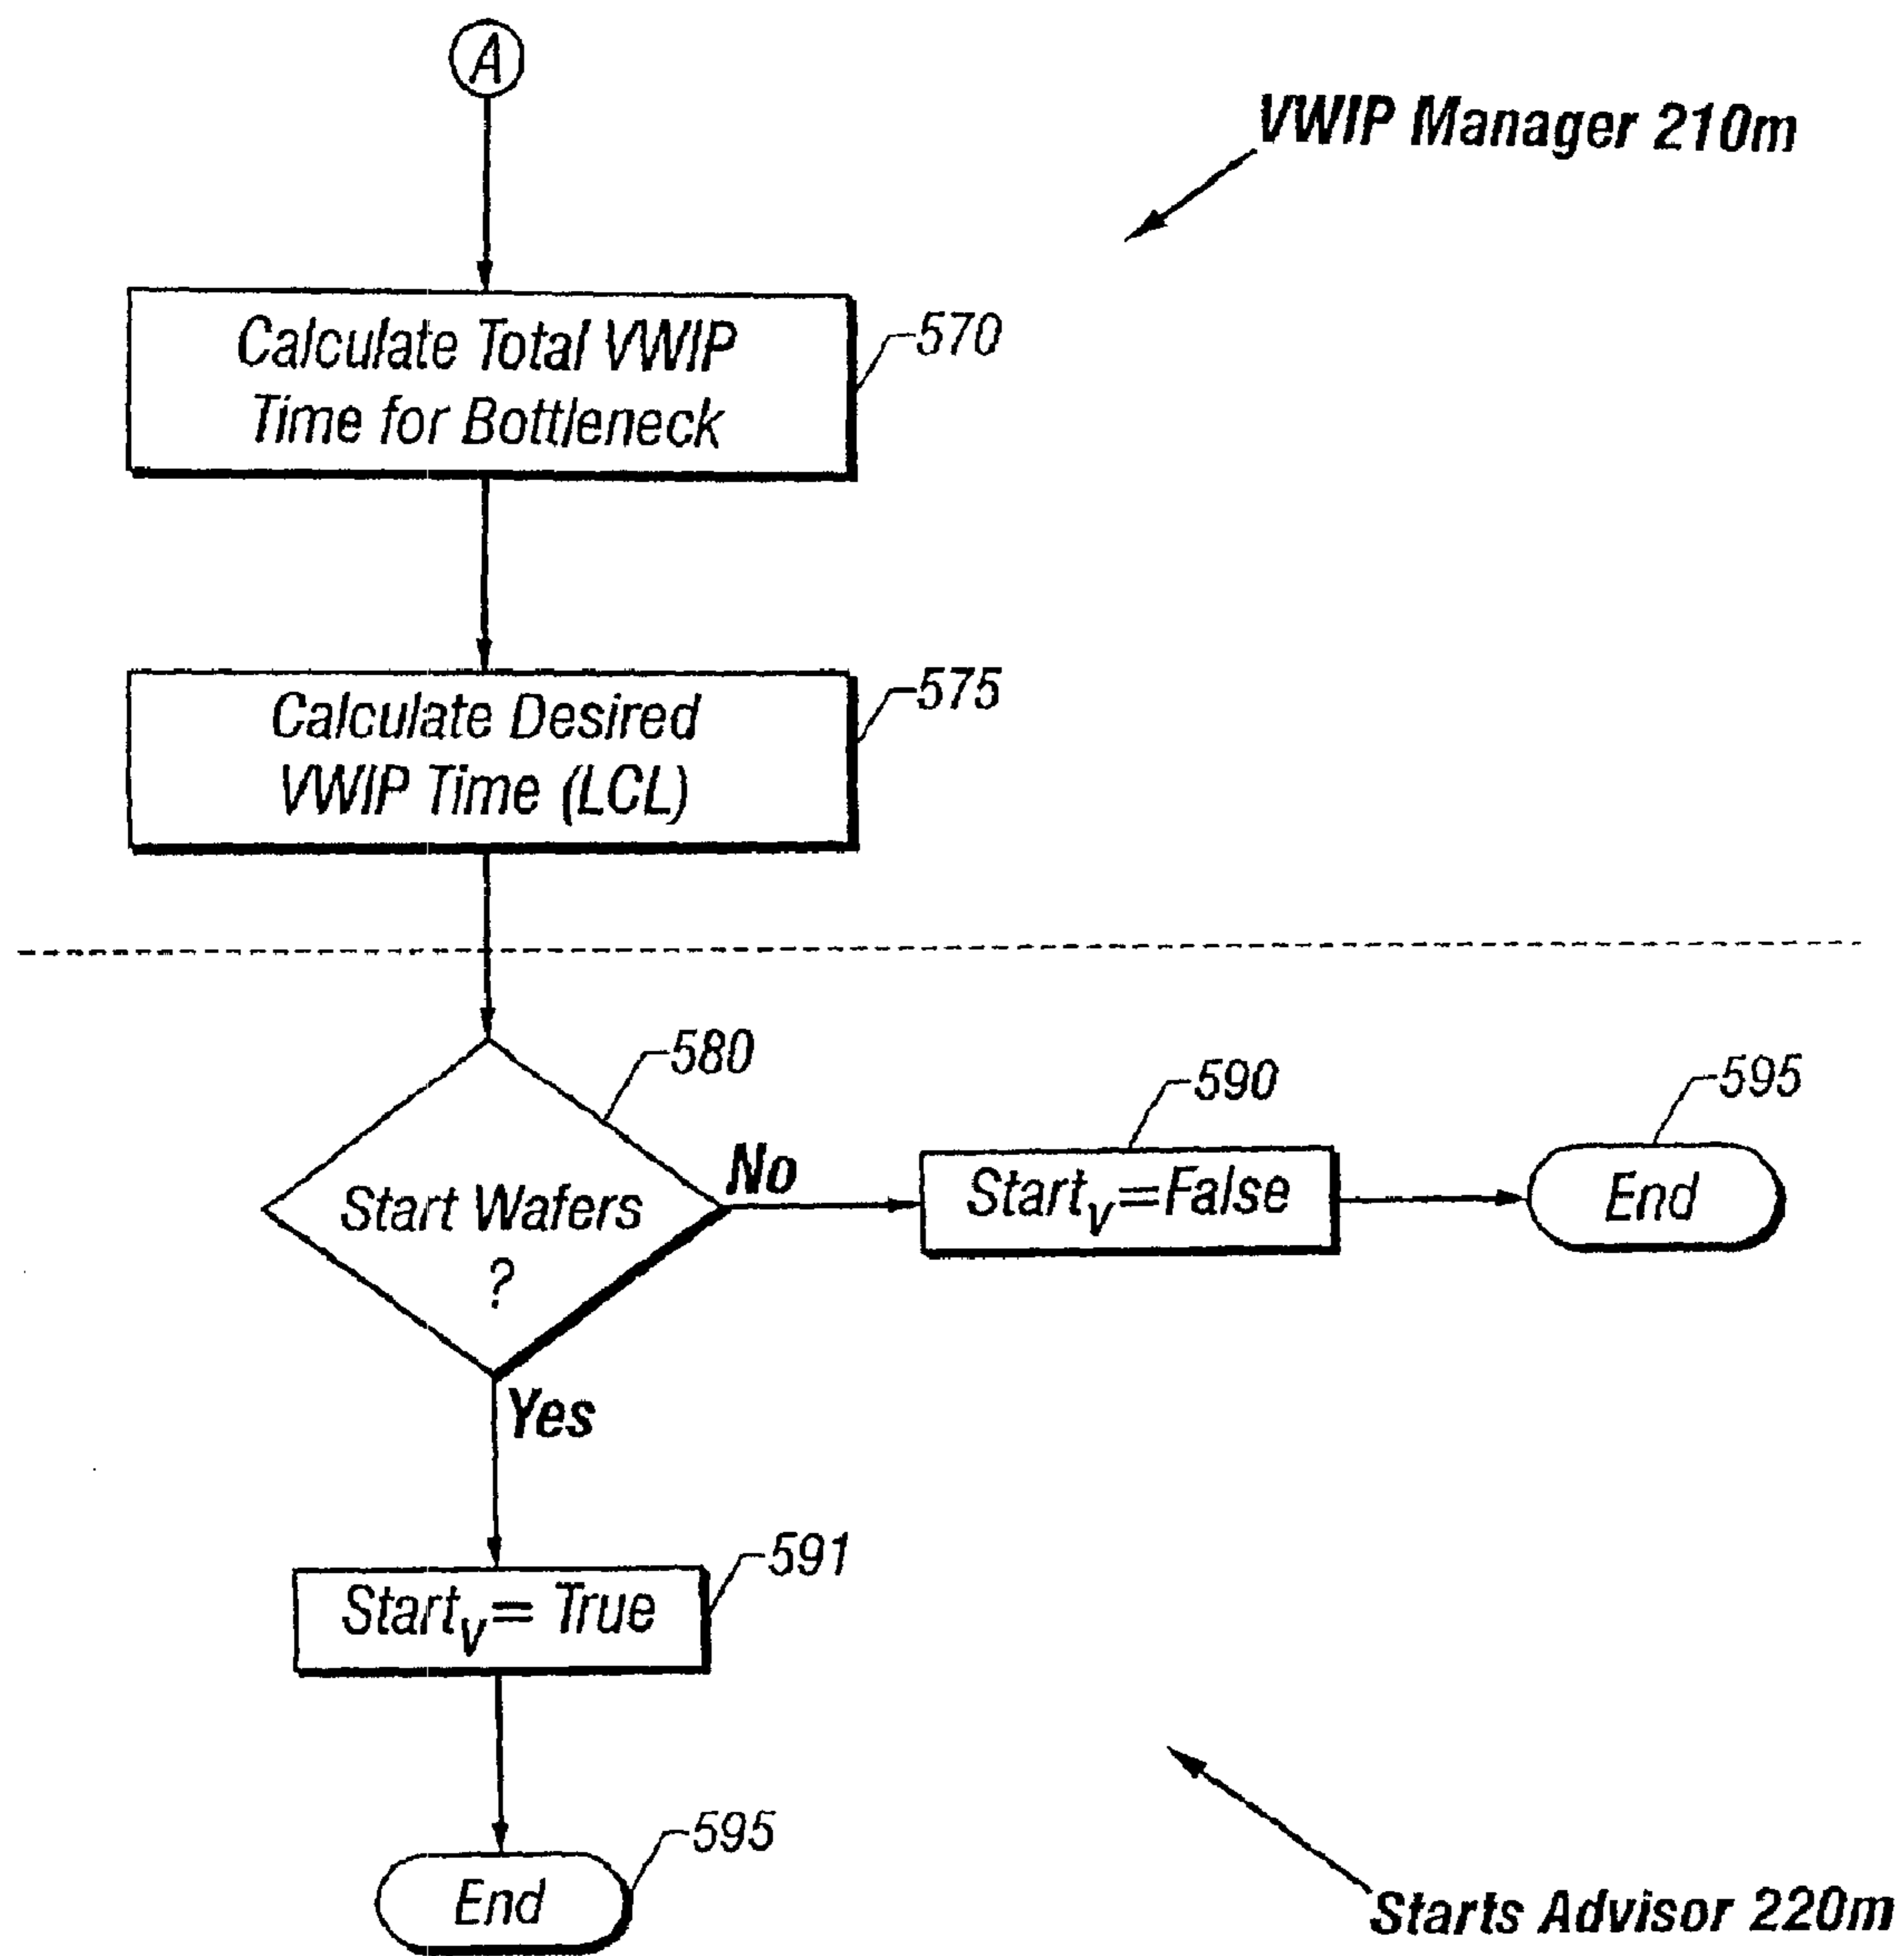 A
VWIP Manager 210m
Calculate Total VWIP
Time for Bottleneck
570
Calculate Desired
VWIP Time (LCL)
575
580
Start Wafers
?
No
590
Startv=False
595
End
Yes
591
Startv= True
595
End
Starts Advisor 220m